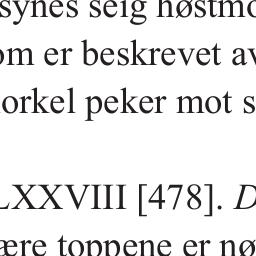 synes seig høstmo
om er beskrevet av
orkel peker mot s
LXXVIII [478]. D
ære toppene er nø